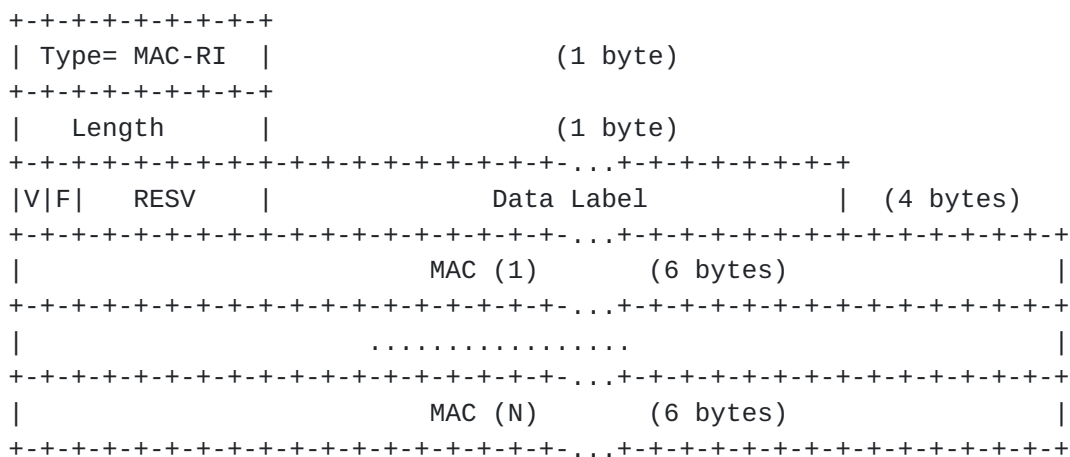 +-+-+-+-+-+-+-+-+
| Type= MAC-RI  |                  (1 byte)
+-+-+-+-+-+-+-+-+
|   Length      |                  (1 byte)
+-+-+-+-+-+-+-+-+-+-+-+-+-+-+-+-+-+-...+-+-+-+-+-+-+-+-+
|V|F|   RESV    |              Data Label            |  (4 bytes)
+-+-+-+-+-+-+-+-+-+-+-+-+-+-+-+-+-+-...+-+-+-+-+-+-+-+-+-+-+-+-+-+-+-+
|                          MAC (1)       (6 bytes)                 |
+-+-+-+-+-+-+-+-+-+-+-+-+-+-+-+-+-+-...+-+-+-+-+-+-+-+-+-+-+-+-+-+-+-+
|                      .................                           |
+-+-+-+-+-+-+-+-+-+-+-+-+-+-+-+-+-+-...+-+-+-+-+-+-+-+-+-+-+-+-+-+-+-+
|                          MAC (N)       (6 bytes)                 |
+-+-+-+-+-+-+-+-+-+-+-+-+-+-+-+-+-+-...+-+-+-+-+-+-+-+-+-+-+-+-+-+-+-+